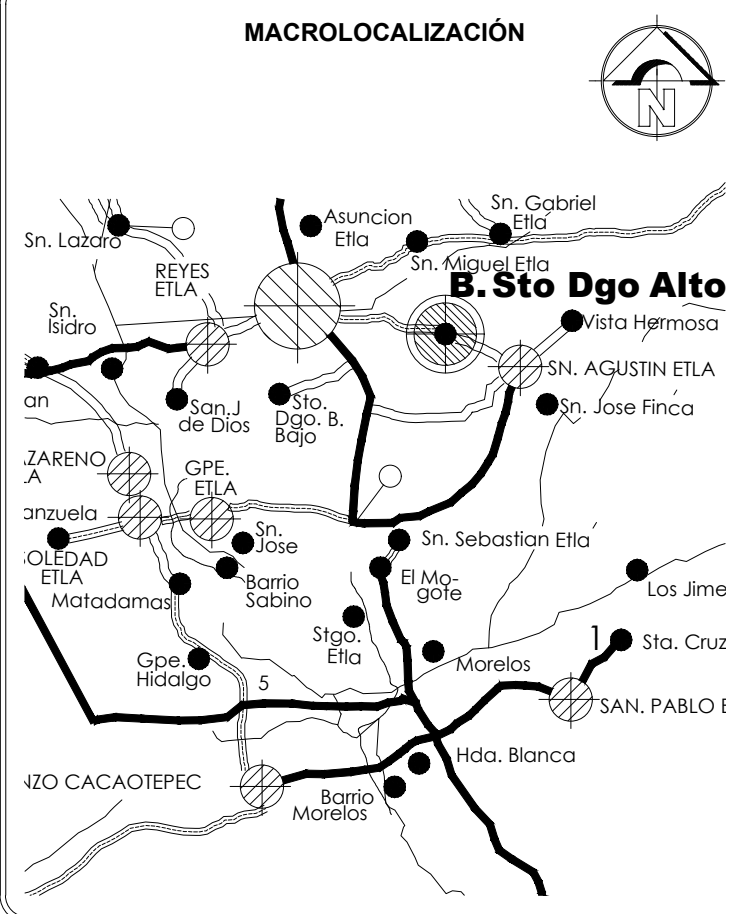 MACROLOCALIZACIÓN
N
Sn. Gabriel
Etla
Asuncion
Etla
Sn. Lazaro
Sn. Miguel Etla
REYES
ETLA
B. Sto Dgo Alto
Sn.
Isidro
Vista Hermosa
SN. AGUSTIN ETLA
an
San.J
de Dios
Sto.
Dgo. B.
Bajo
Sn. Jose Finca
AZARENO
LA
GPE.
ETLA
anzuela
Sn.
Jose
Sn. Sebastian Etla
SOLEDAD
ETLA
Matadamas
Barrio
Sabino
El Mo-
gote
Los Jime
Stgo.
Etla
1
Sta. Cruz
Gpe.
Hidalgo
Morelos
5
SAN. PABLO E
Hda. Blanca
NZO CACAOTEPEC
Barrio
Morelos